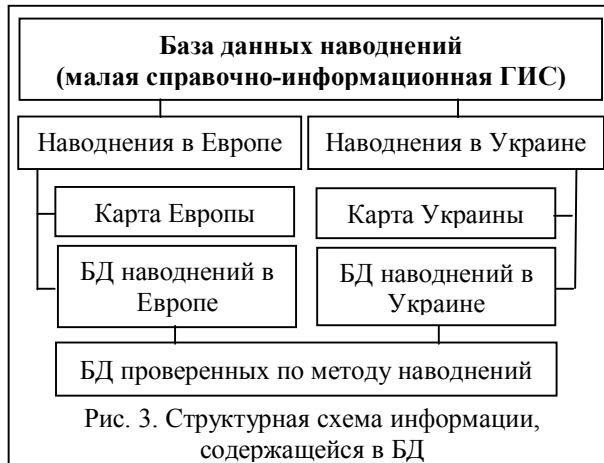 База данных наводнений
(малая справочно-информационная ГИС)
Наводнения в Европе
Наводнения в Украине
Карта Европы
Карта Украины
БД наводнений в
Европе
БД наводнений в
Украине
БД проверенных по методу наводнений
Рис. 3. Структурная схема информации,
содержащейся в БД